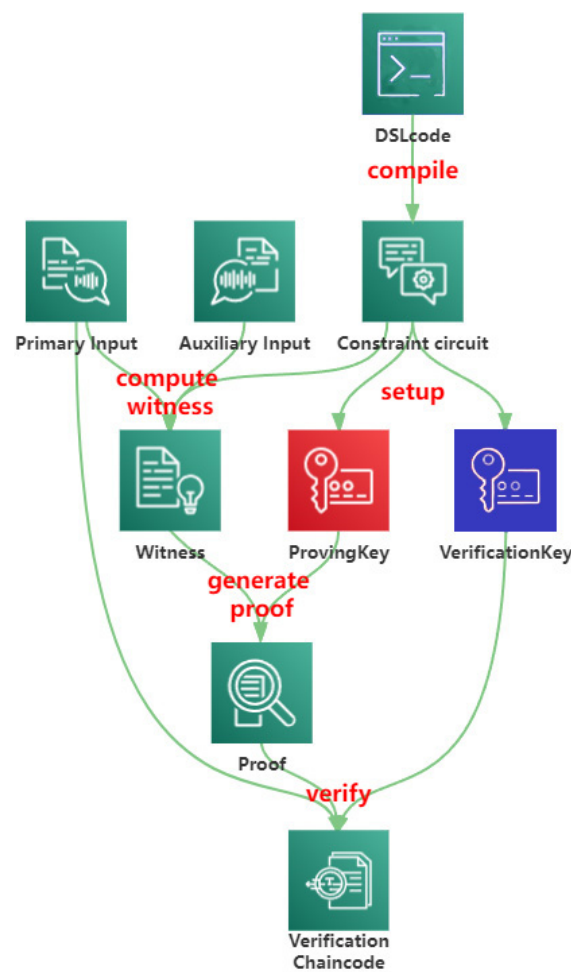 DSLcode
compile
Primary Input
Auxiliary Input
Constraint circuit
compute
witness
setup
Witness
ProvingKey
VerificationKey
generate
proof
Proof
verify
Verification
Chaincode